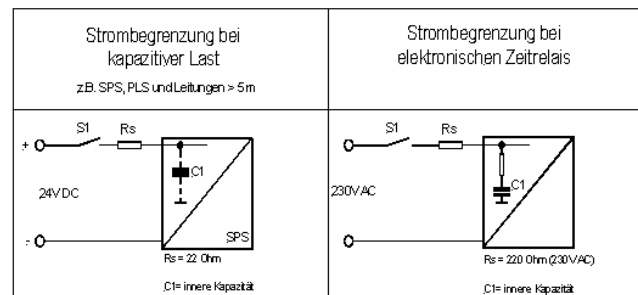 Strombegrenzung bei
kapazitiver Last
z.B. SPS, PLS und Leitungen > 5m
Strombegrenzung bei
elektronischen Zeitrelais
S1
Rs
+
C1
24VDC
-
SPS
Rs = 22 Ohm
C1= innere Kapazität
S1
Rs
C1
230VAC
Rs = 220 Ohm (230VAC)
C1= innere Kapazität